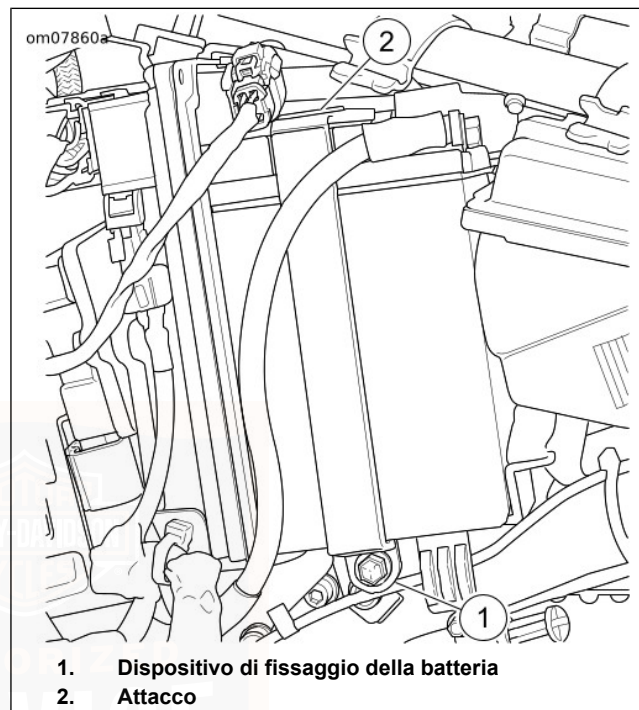 om07860a
2
1
1. Dispositivo di fissaggio della batteria
2. Attacco